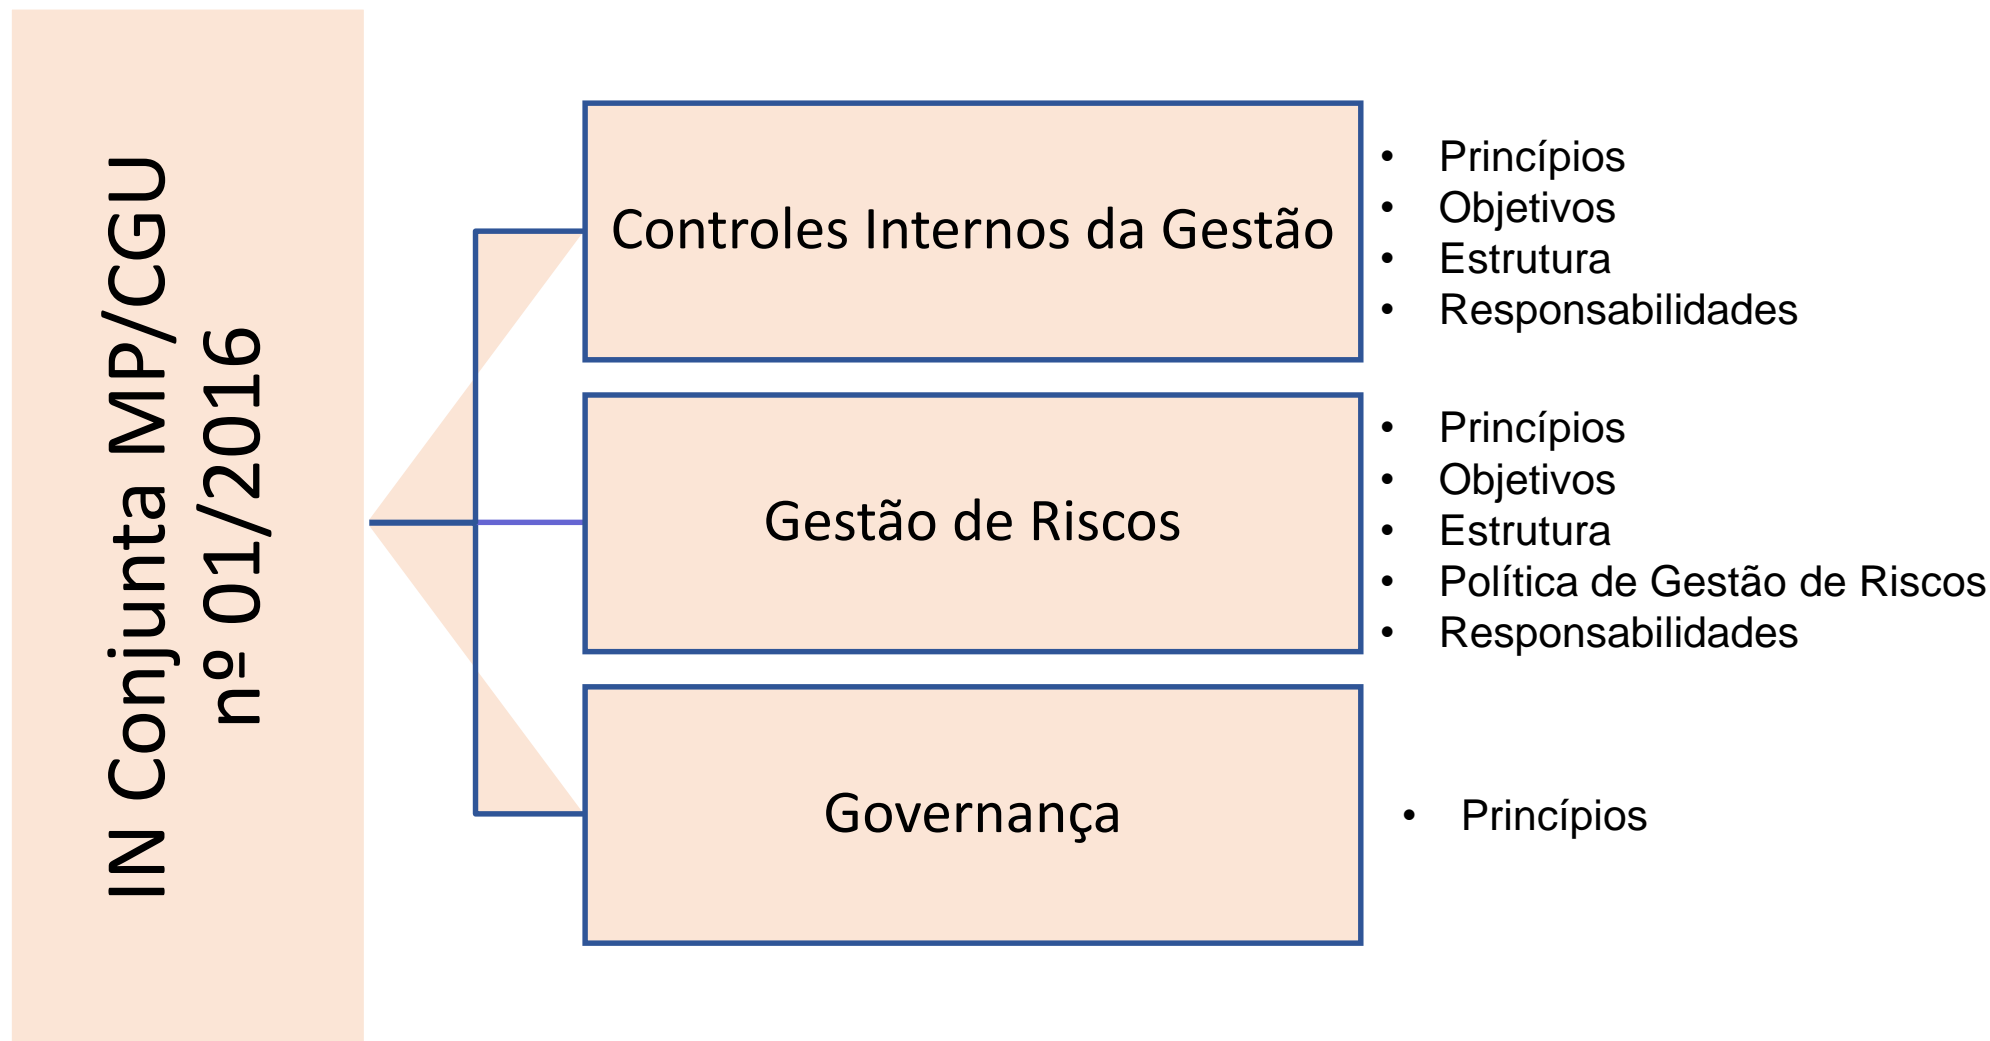 IN Conjunta MP/CGU
nº 01/2016
Controles Internos da Gestão
• Princípios
• Objetivos
• Estrutura
• Responsabilidades
Gestão de Riscos
• Princípios
• Objetivos
• Estrutura
• Política de Gestão de Riscos
• Responsabilidades
Governança
• Princípios